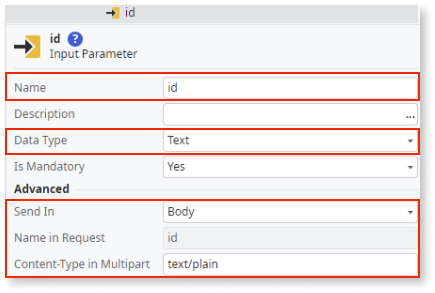 id
id ?
Input Parameter
Name id
Description ...
Data Type Text
Is Mandatory Yes
Advanced
Send In Body
Name in Request id
Content-Type in Multipart text/plain